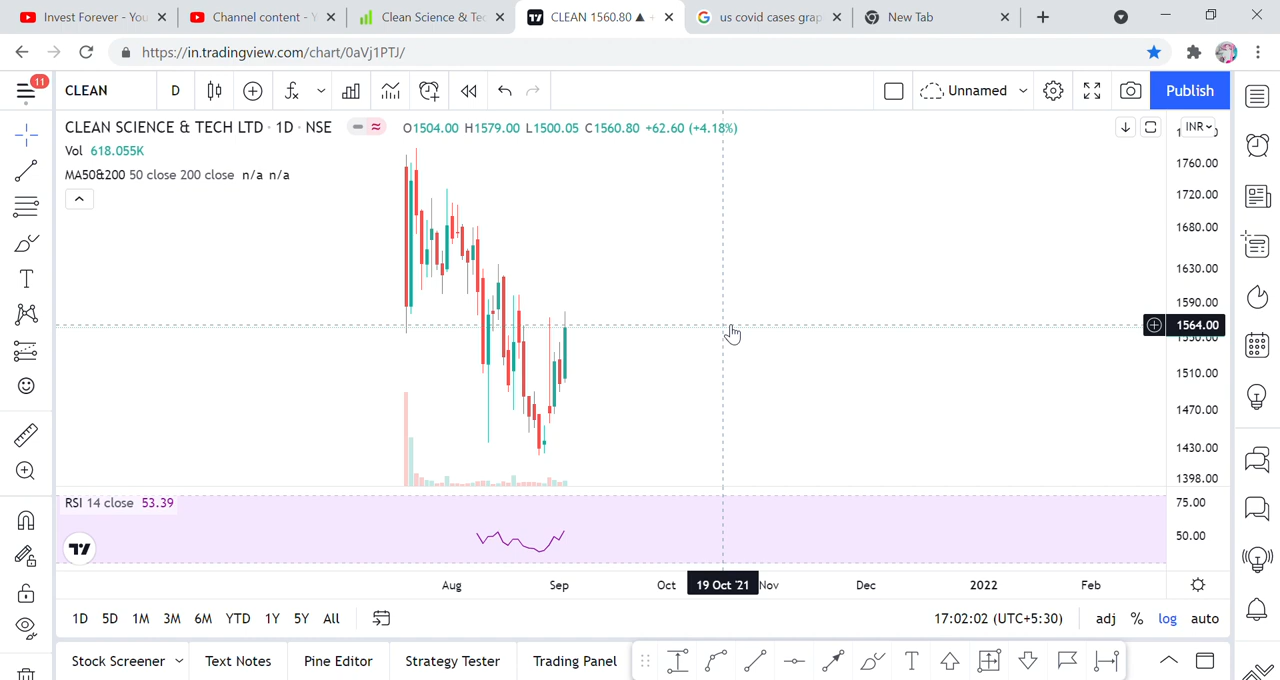 Invest Forever - You
Channel content - Y
Clean Science & Tec
CLEAN 1560.80 ▲ +
us covid cases grap
New Tab
https://in.tradingview.com/chart/0aVj1PTJ/
11
CLEAN
D
Unnamed
Publish
CLEAN SCIENCE & TECH LTD · 1D · NSE
O1504.00 H1579.00 L1500.05 C1560.80 +62.60 (+4.18%)
INR
Vol 618.055K
MA50&200 50 close 200 close n/a n/a
1760.00
1720.00
1680.00
1630.00
1590.00
1564.00
1550.00
1510.00
1470.00
1430.00
1398.00
RSI 14 close 53.39
75.00
50.00
Aug
Sep
Oct
19 Oct '21
Nov
Dec
2022
Feb
1D 5D 1M 3M 6M YTD 1Y 5Y All
17:02:02 (UTC+5:30)
adj % log auto
Stock Screener
Text Notes
Pine Editor
Strategy Tester
Trading Panel